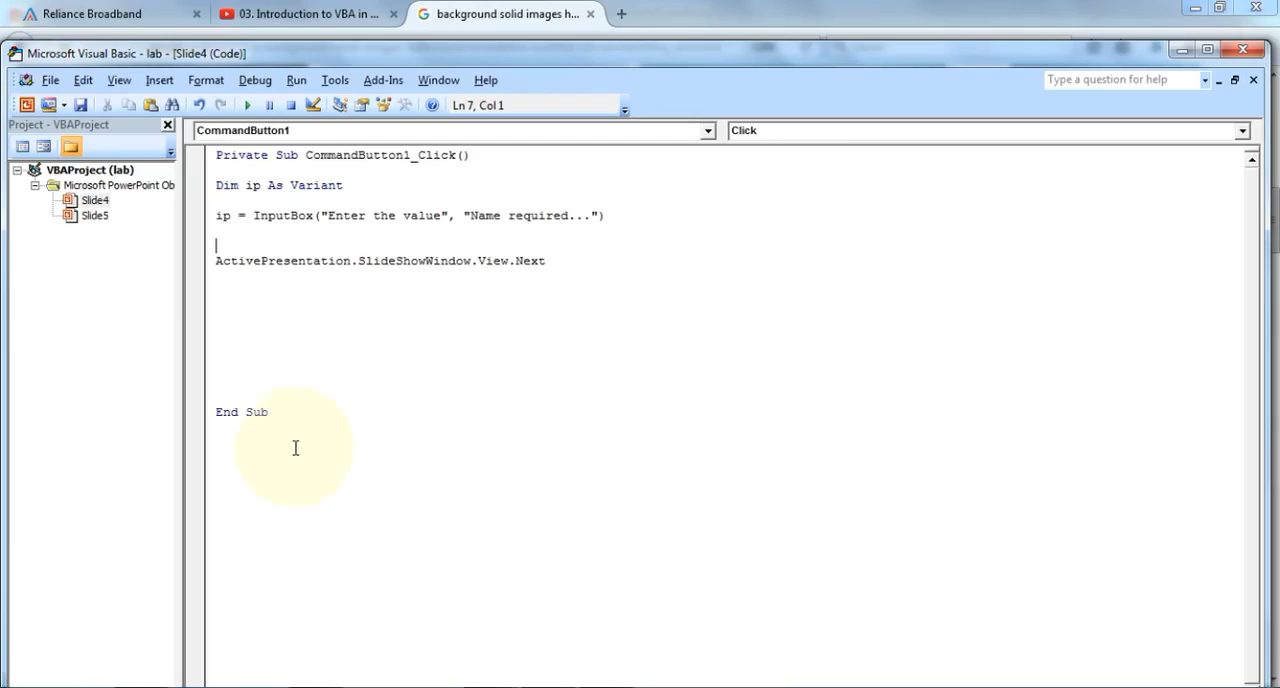 Reliance Broadband
03. Introduction to VBA in ...
background solid images h...
Microsoft Visual Basic - lab - [Slide4 (Code)]
File Edit View Insert Format Debug Run Tools Add-Ins Window Help
Type a question for help
Ln 7, Col 1
Project - VBAProject
CommandButton1
Click
VBAProject (lab)
Microsoft PowerPoint Ob
Slide4
Slide5
Private Sub CommandButton1_Click()
Dim ip As Variant
ip = InputBox("Enter the value", "Name required...")
ActivePresentation.SlideShowWindow.View.Next
End Sub